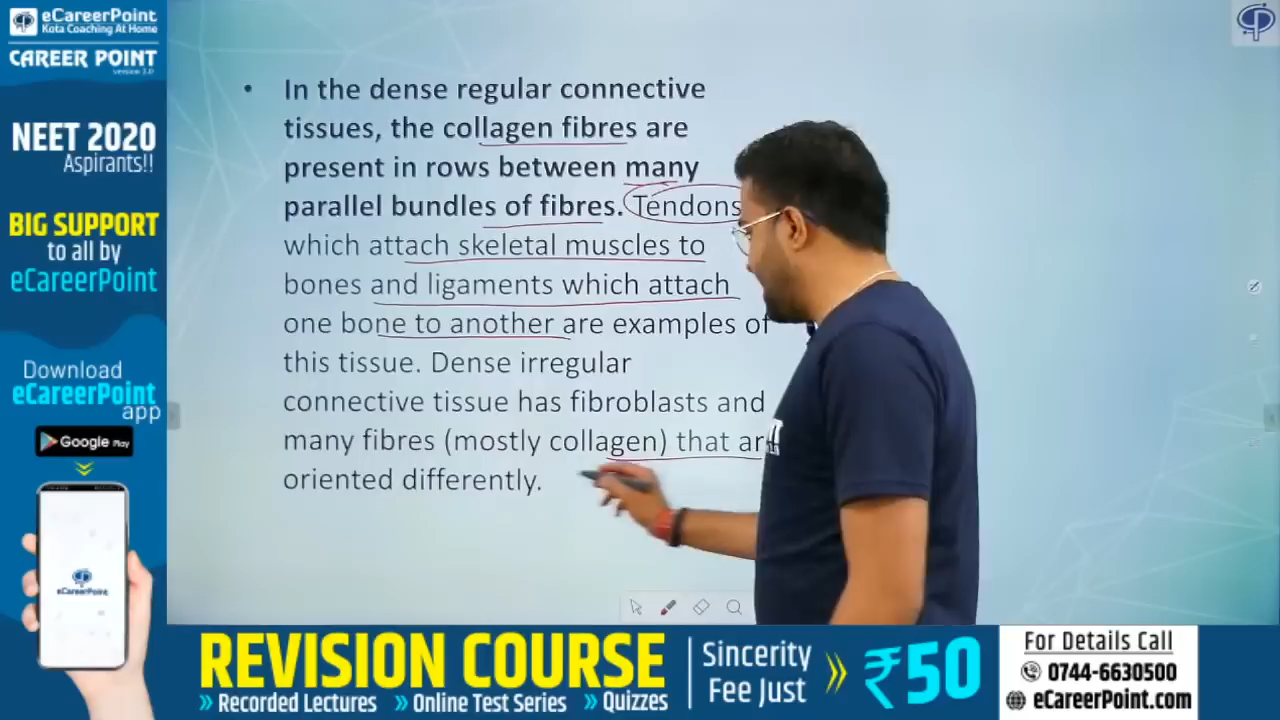 eCareerPoint
Kota Coaching At Home
CAREER POINT
version 2.0
NEET 2020
Aspirants!!
BIG SUPPORT
to all by
eCareerPoint
Download
eCareerPoint
app
Google Play
eCareerPoint
• In the dense regular connective
tissues, the collagen fibres are
present in rows between many
parallel bundles of fibres. Tendons
which attach skeletal muscles to
bones and ligaments which attach
one bone to another are examples of
this tissue. Dense irregular
connective tissue has fibroblasts and
many fibres (mostly collagen) that are
oriented differently.
REVISION COURSE
» Recorded Lectures » Online Test Series » Quizzes
Sincerity
Fee Just
» ₹50
For Details Call
0744-6630500
eCareerPoint.com